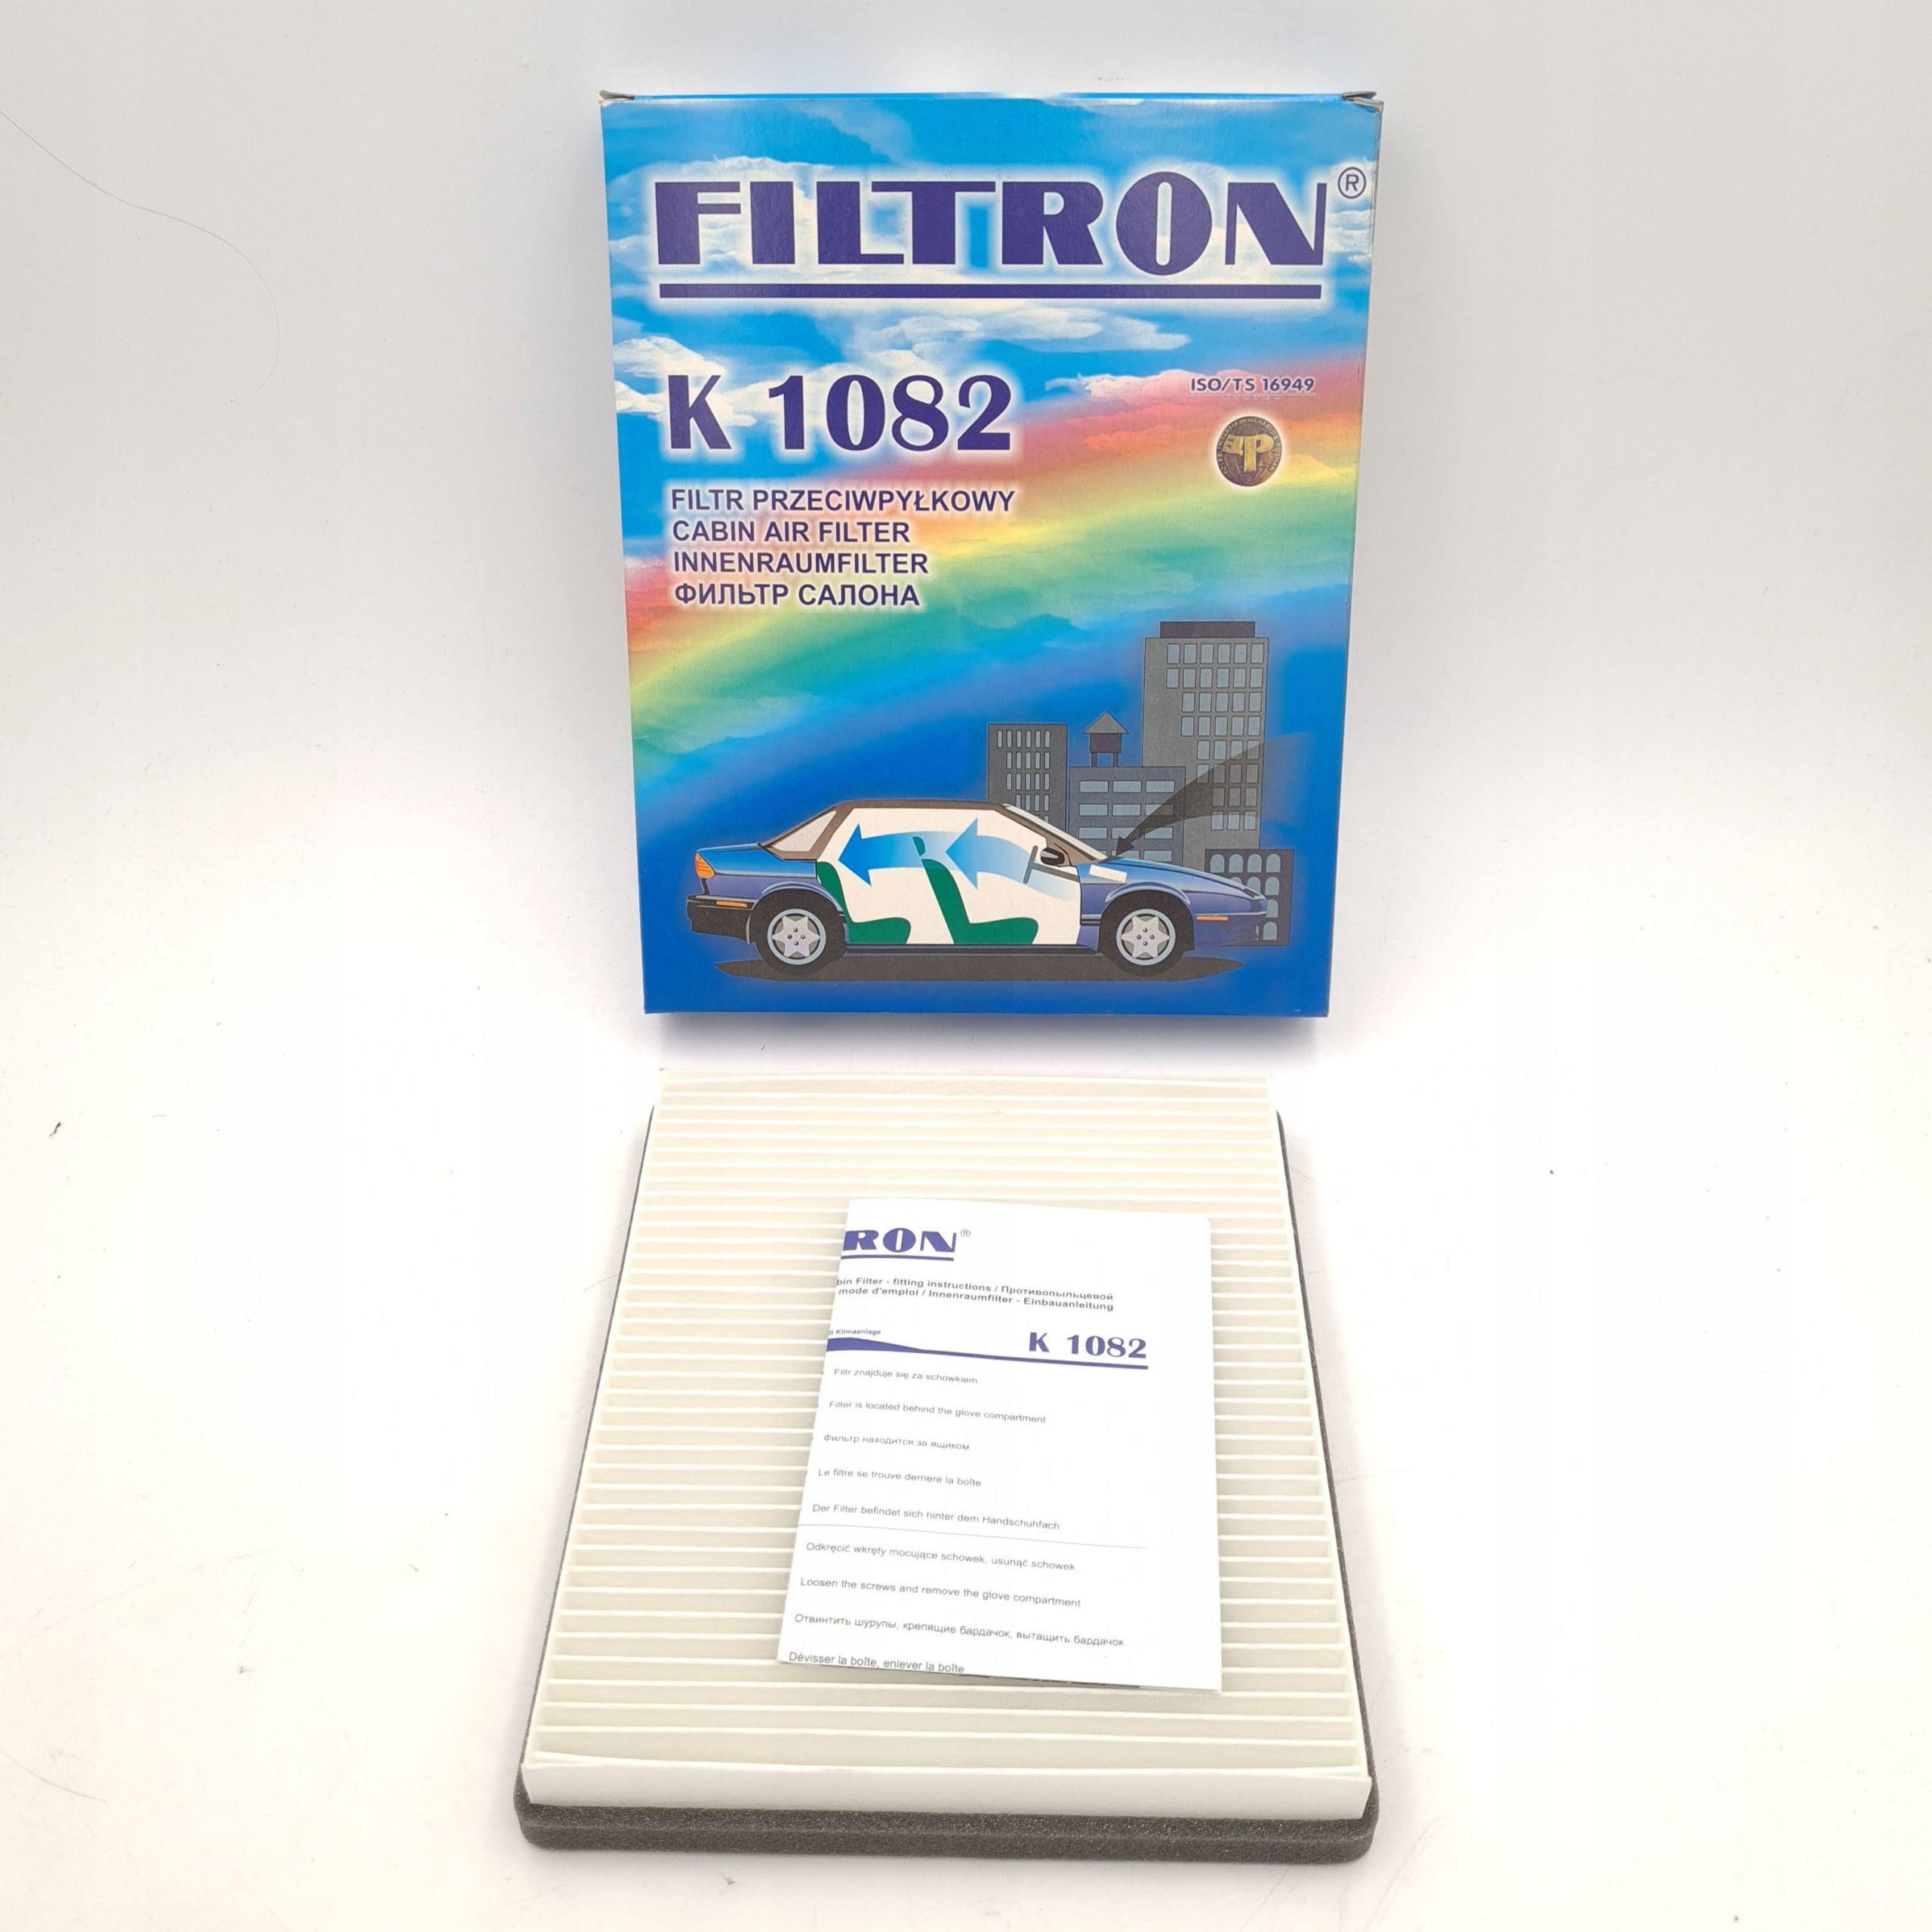 FILTRON®
K 1082
ISO/TS 16949
FILTR PRZECIWPYŁKOWY
CABIN AIR FILTER
INNENRAUMFILTER
ФИЛЬТР САЛОНА
RON®
bin Filter - fitting instructions / Противопыльцевой
mode d'emploi / Innenraumfilter - Einbauanleitung
it Klimaanlage
K 1082
Filtr znajduje się za schowkiem
Filter is located behind the glove compartment
Фильтр находится за ящиком
Le filtre se trouve derriere la boîte
Der Filter befindet sich hinter dem Handschuhfach
Odkręcić wkręty mocujące schowek, usunąć schowek
Loosen the screws and remove the glove compartment
Отвинтить шурупы, крепящие бардачок, вытащить бардачок
Dévisser la boîte, enlever la boîte